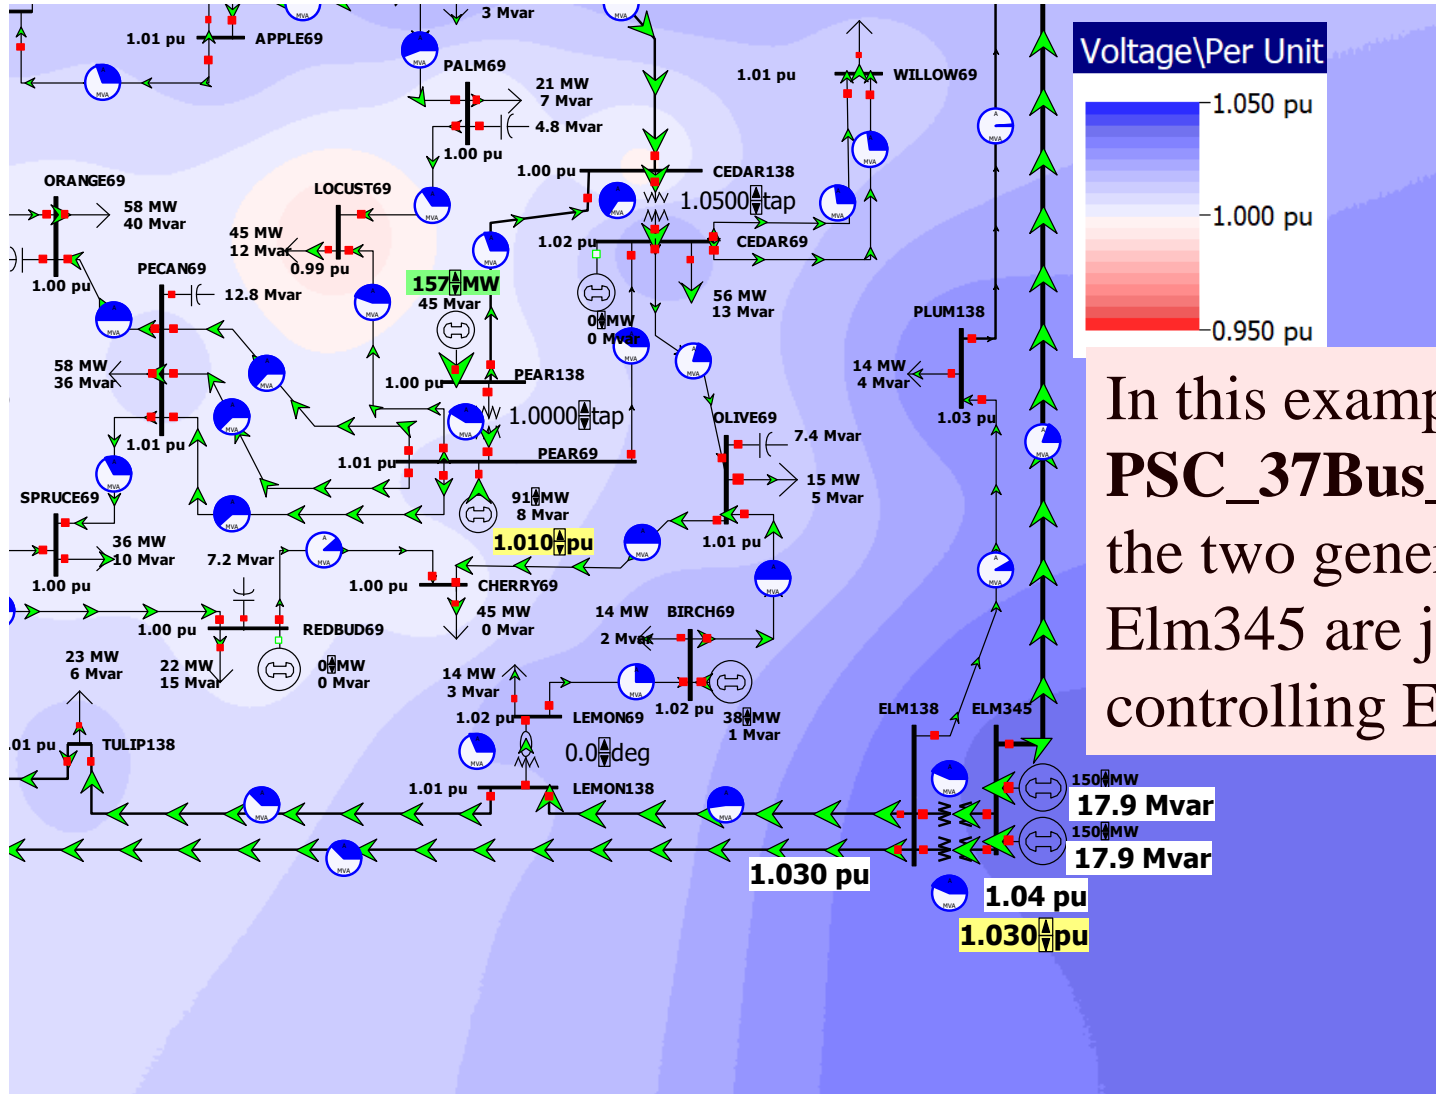 3 Mvar
1.01 pu
APPLE69
PALM69
21 MW
7 Mvar
4.8 Mvar
1.00 pu
1.01 pu
WILLOW69
Voltage\Per Unit
1.050 pu
1.000 pu
0.950 pu
ORANGE69
58 MW
40 Mvar
1.00 pu
LOCUST69
45 MW
12 Mvar
0.99 pu
1.00 pu
CEDAR138
1.0500 tap
1.02 pu
CEDAR69
56 MW
13 Mvar
0 MW
0 Mvar
PECAN69
12.8 Mvar
58 MW
36 Mvar
1.01 pu
157 MW
45 Mvar
1.00 pu
PEAR138
1.0000 tap
1.01 pu
PEAR69
91 MW
8 Mvar
1.010 pu
PLUM138
14 MW
4 Mvar
1.03 pu
OLIVE69
7.4 Mvar
15 MW
5 Mvar
1.01 pu
In this examp
PSC_37Bus_
the two gene
Elm345 are j
controlling E
SPRUCE69
36 MW
10 Mvar
1.00 pu
7.2 Mvar
1.00 pu
REDBUD69
22 MW
15 Mvar
0 MW
0 Mvar
1.00 pu
CHERRY69
45 MW
0 Mvar
14 MW
2 Mvar
BIRCH69
1.02 pu
38 MW
1 Mvar
23 MW
6 Mvar
.01 pu
TULIP138
14 MW
3 Mvar
1.02 pu
LEMON69
0.0 deg
1.01 pu
LEMON138
ELM138
ELM345
150 MW
17.9 Mvar
150 MW
17.9 Mvar
1.030 pu
1.04 pu
1.030 pu